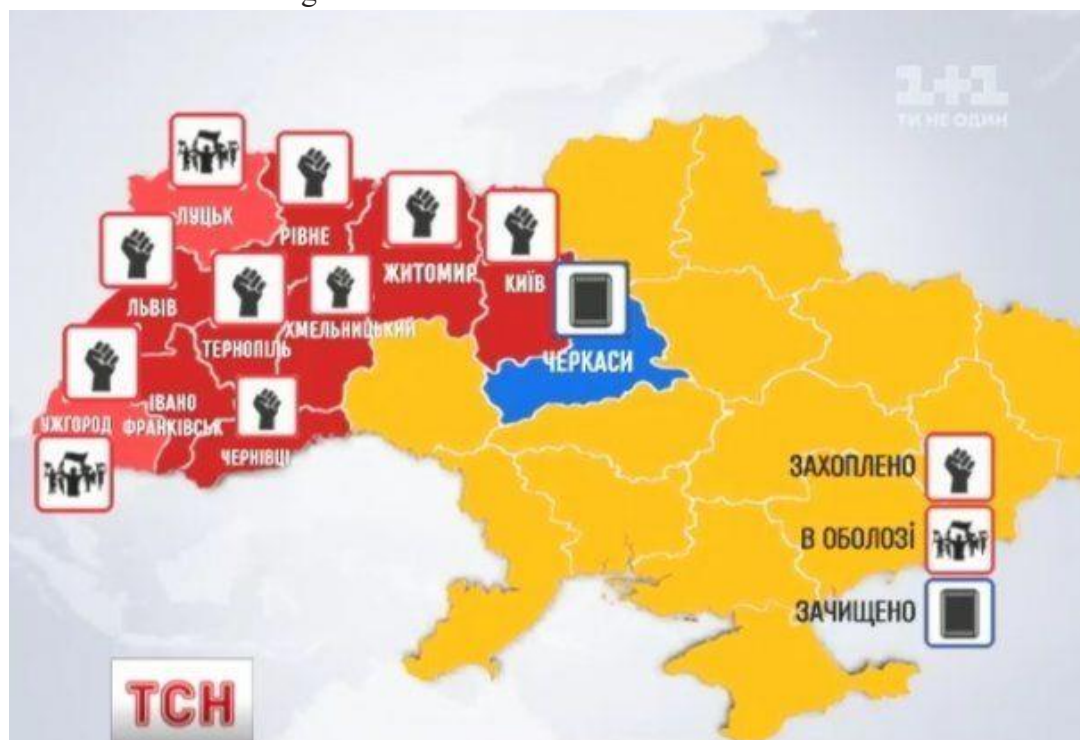 g
1+1
ТИ НЕ ОДИН
ЛУЦЬК
РІВНЕ
ЖИТОМИР
КИЇВ
ЛЬВІВ
ТЕРНОПІЛЬ
ХМЕЛЬНИЦЬКИЙ
ЧЕРКАСИ
УЖГОРОД
ІВАНО
ФРАНКІВСЬК
ЧЕРНІВЦІ
ЗАХОПЛЕНО
В ОБОЛОЗІ
ЗАЧИЩЕНО
ТСН